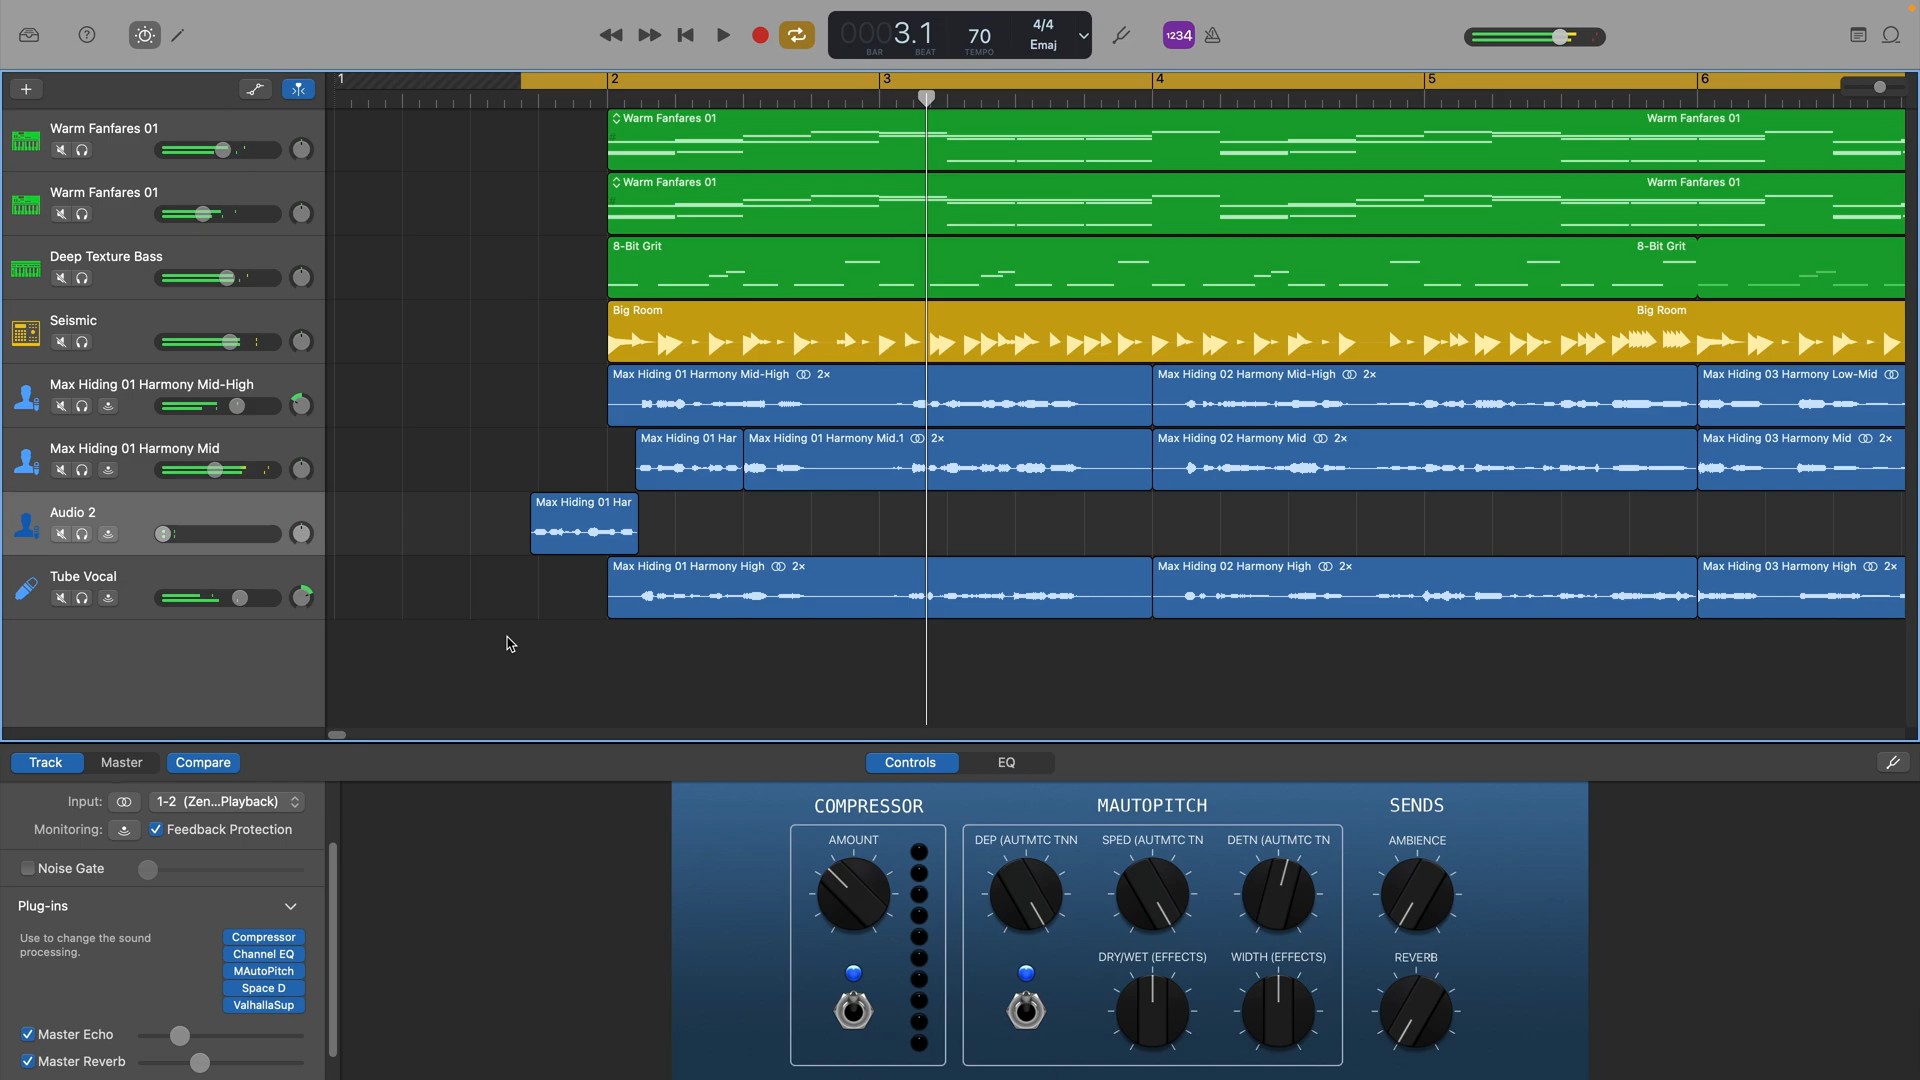 0003.1
BAR
BEAT
70
TEMPO
4/4
Emaj
1234
1
2
3
4
5
6
Warm Fanfares 01
Warm Fanfares 01
Warm Fanfares 01
Warm Fanfares 01
Warm Fanfares 01
Warm Fanfares 01
Deep Texture Bass
8-Bit Grit
8-Bit Grit
Seismic
Big Room
Big Room
Max Hiding 01 Harmony Mid-High
Max Hiding 01 Harmony Mid-High 2×
Max Hiding 02 Harmony Mid-High 2×
Max Hiding 03 Harmony Low-Mid
Max Hiding 01 Harmony Mid
Max Hiding 01 Har
Max Hiding 01 Harmony Mid.1 2×
Max Hiding 02 Harmony Mid 2×
Max Hiding 03 Harmony Mid 2×
Audio 2
Max Hiding 01 Har
Tube Vocal
Max Hiding 01 Harmony High 2×
Max Hiding 02 Harmony High 2×
Max Hiding 03 Harmony High 2×
Track
Master
Compare
Controls
EQ
Input:
1-2 (Zen...Playback)
Monitoring:
Feedback Protection
Noise Gate
Plug-ins
Use to change the sound
processing.
Compressor
Channel EQ
MAutoPitch
Space D
ValhallaSup
Master Echo
Master Reverb
COMPRESSOR
AMOUNT
MAUTOPITCH
DEP (AUTMTC TNN
SPED (AUTMTC TN
DETN (AUTMTC TN
DRY/WET (EFFECTS)
WIDTH (EFFECTS)
SENDS
AMBIENCE
REVERB